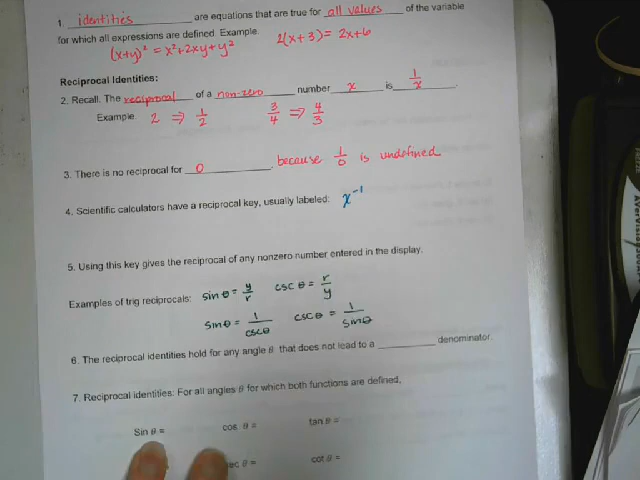 1. identities are equations that are true for all values of the variable
for which all expressions are defined. Example. 2(x+3) = 2x+6
(x+y)² = x²+2xy+y²
Reciprocal Identities:
2. Recall. The reciprocal of a non-zero number x is 1/x
Example. 2 ⇒ 1/2 3/4 ⇒ 4/3
3. There is no reciprocal for 0. because 1/0 is undefined
4. Scientific calculators have a reciprocal key, usually labeled: x⁻¹
5. Using this key gives the reciprocal of any nonzero number entered in the display.
Examples of trig reciprocals: sin θ = y/r csc θ = r/y
sin θ = 1/csc θ csc θ = 1/sin θ
6. The reciprocal identities hold for any angle θ that does not lead to a ________ denominator.
7. Reciprocal identities: For all angles θ for which both functions are defined,
Sin θ = cos θ = tan θ =
θ = cot θ =